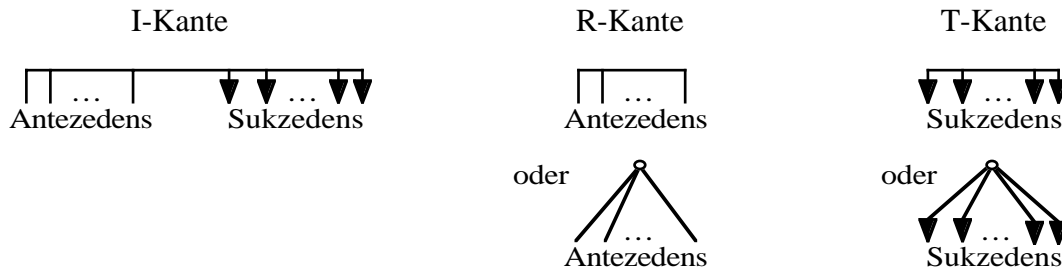 I-Kante R-Kante T-Kante
… … … …
Antezedens Sukzedens Antezedens Sukzedens
oder oder
… …
Antezedens Sukzedens